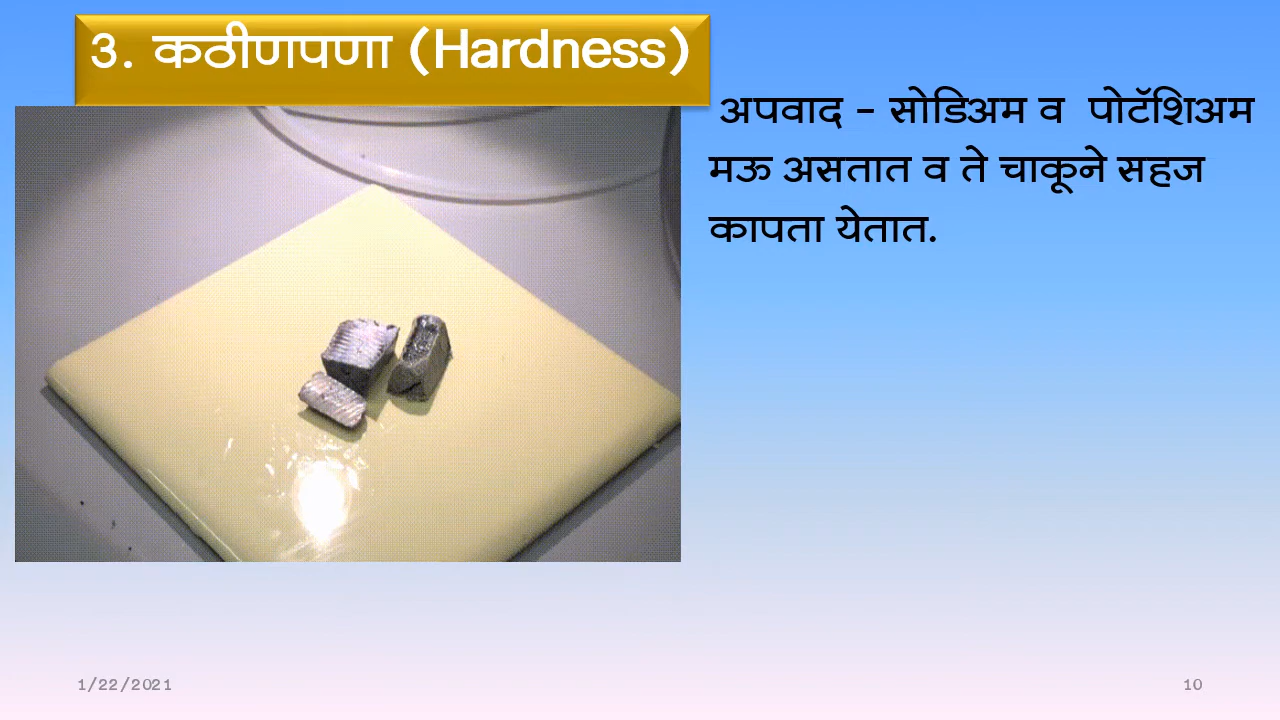 3. कठीणपणा (Hardness)
अपवाद – सोडिअम व पोटॅशिअम
मऊ असतात व ते चाकूने सहज
कापता येतात.
1/22/2021
10